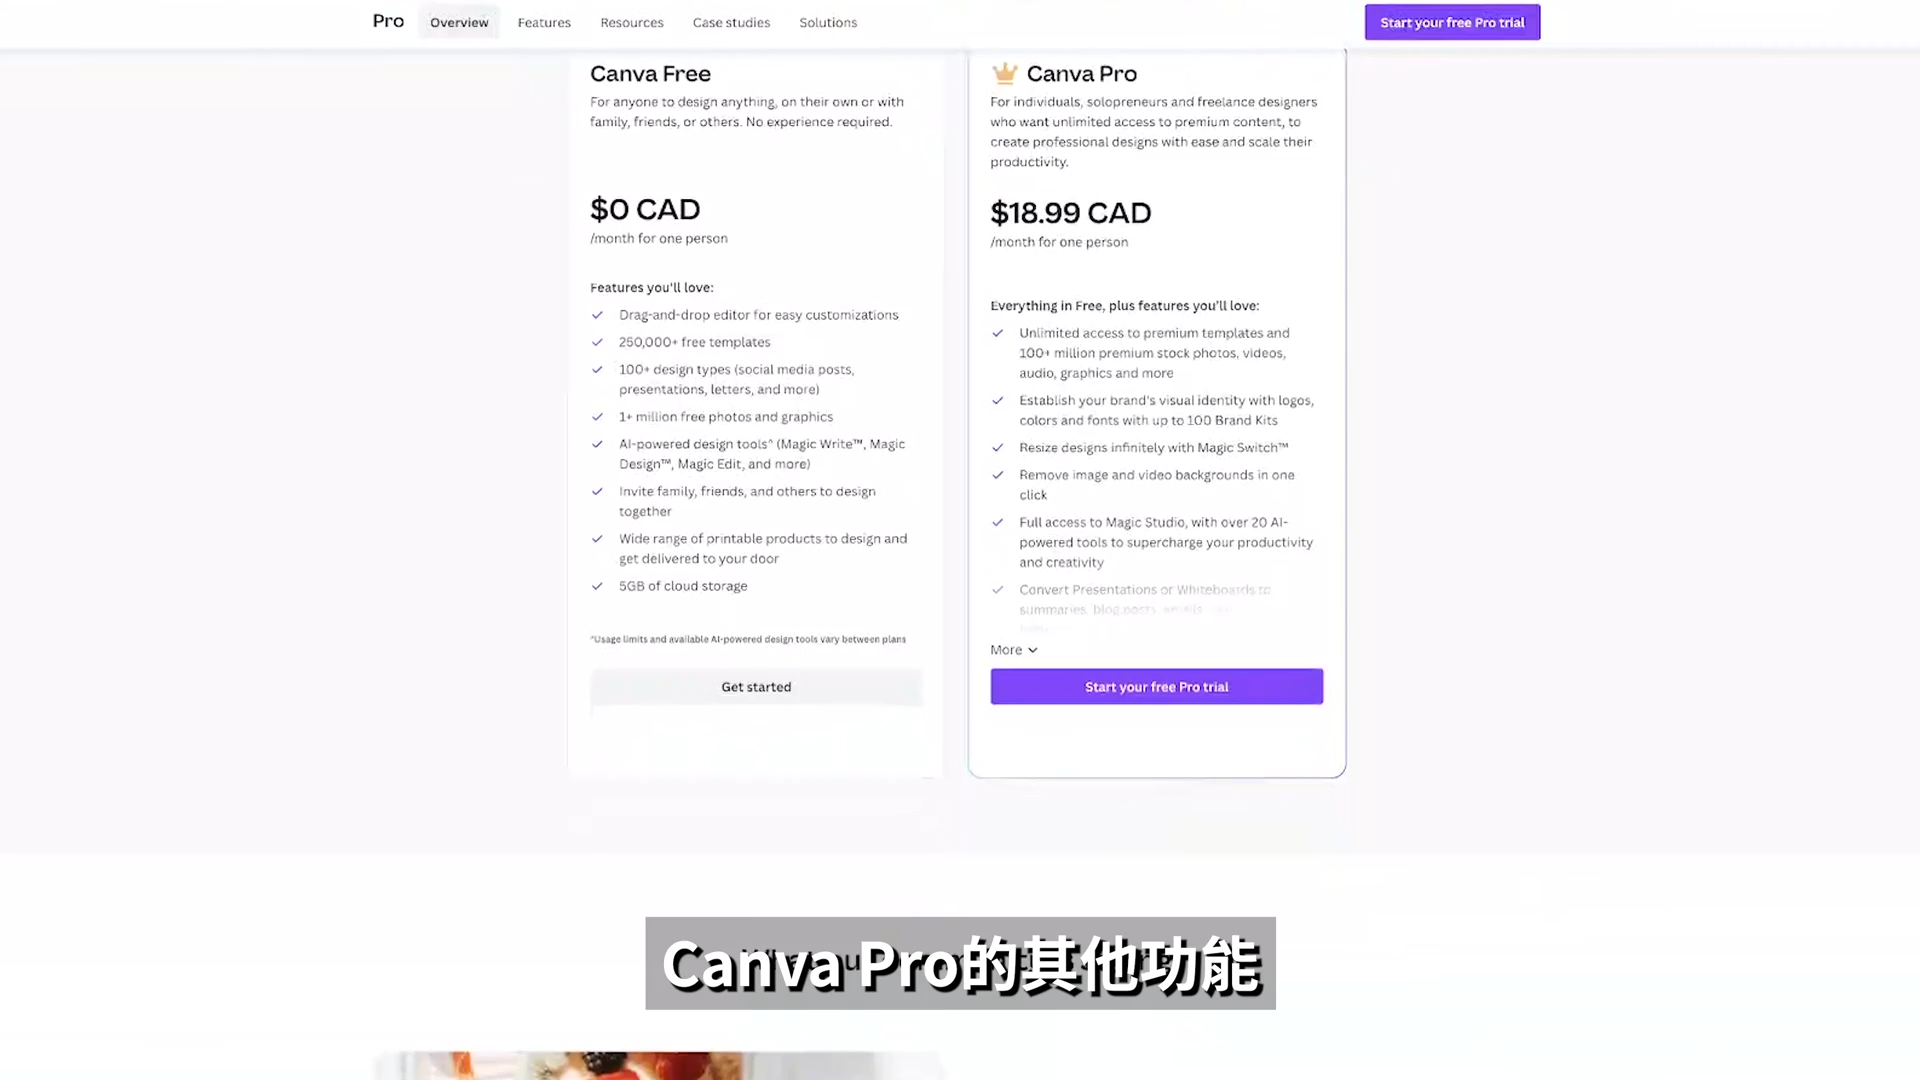 Pro
Overview
Features
Resources
Case studies
Solutions
Start your free Pro trial
Canva Free
For anyone to design anything, on their own or with
family, friends, or others. No experience required.
$0 CAD
/month for one person
Features you'll love:
Drag-and-drop editor for easy customizations
250,000+ free templates
100+ design types (social media posts,
presentations, letters, and more)
1+ million free photos and graphics
AI-powered design tools^ (Magic Write™, Magic
Design™, Magic Edit, and more)
Invite family, friends, and others to design
together
Wide range of printable products to design and
get delivered to your door
5GB of cloud storage
^Usage limits and available AI-powered design tools vary between plans
Get started
Canva Pro
For individuals, solopreneurs and freelance designers
who want unlimited access to premium content, to
create professional designs with ease and scale their
productivity.
$18.99 CAD
/month for one person
Everything in Free, plus features you'll love:
Unlimited access to premium templates and
100+ million premium stock photos, videos,
audio, graphics and more
Establish your brand's visual identity with logos,
colors and fonts with up to 100 Brand Kits
Resize designs infinitely with Magic Switch™
Remove image and video backgrounds in one
click
Full access to Magic Studio, with over 20 AI-
powered tools to supercharge your productivity
and creativity
Convert Presentations or Whiteboards to
summaries, blog posts, emails,
More
Start your free Pro trial
Canva Pro的其他功能